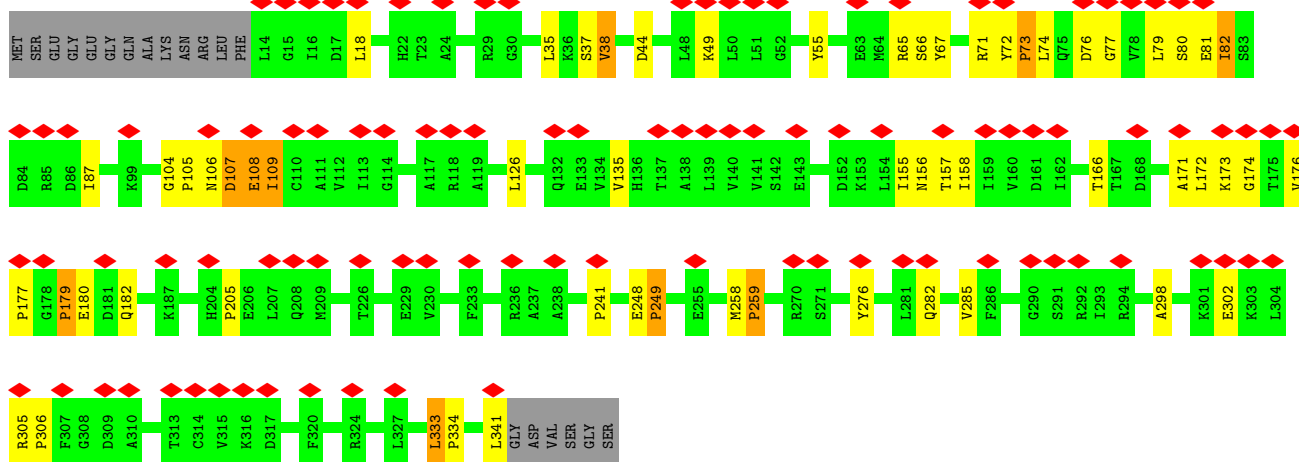 MET SER GLU GLY GLU GLY GLN ALA LYS ASN ARG LEU PHE L14 G15 I16 D17 L18 H22 T23 A24 R29 G30 L35 K36 S37 V38 D44 L48 K49 L50 L51 G52 Y55 E63 M64 R65 S66 Y67 R71 Y72 P73 L74 Q75 D76 G77 V78 L79 S80 E81 I82 S83
D84 R85 D86 I87 K99 G104 P105 N106 D107 E108 I109 C110 A111 V112 I113 G114 A117 R118 A119 L126 Q132 E133 V134 V135 H136 T137 A138 L139 V140 V141 S142 E143 D152 K153 L154 I155 N156 T157 I158 I159 V160 D161 I162 T166 T167 D168 A171 L172 K173 G174 T175 V176
P177 G178 P179 E180 D181 Q182 K187 H204 P205 E206 L207 Q208 M209 T226 E229 V230 F233 R236 A237 A238 P241 E248 P249 E255 M258 P259 R270 S271 Y276 L281 Q282 V285 F286 G290 S291 R292 I293 R294 A298 K301 E302 K303 L304
R305 P306 F307 G308 D309 A310 T313 C314 V315 K316 D317 F320 R324 L327 L333 P334 L341 GLY ASP VAL SER GLY SER